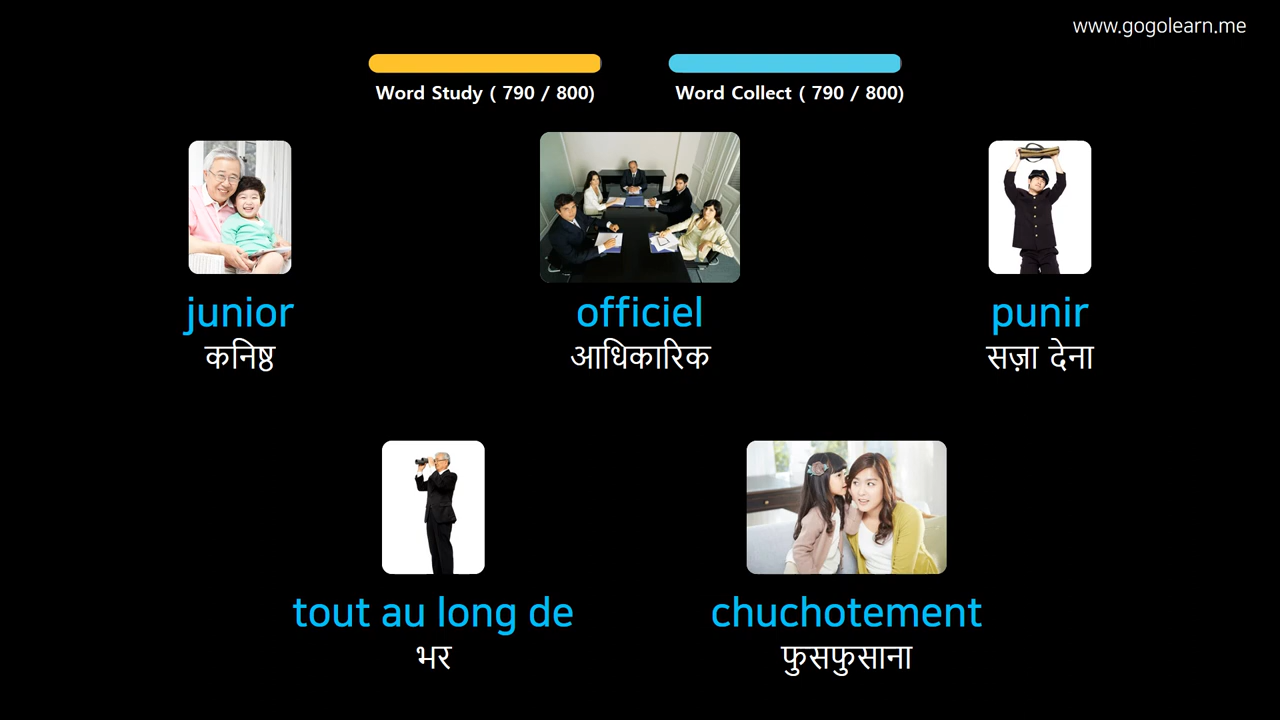 www.gogolearn.me
Word Study ( 790 / 800)
Word Collect ( 790 / 800)
junior
कनिष्ठ
officiel
आधिकारिक
punir
सज़ा देना
tout au long de
भर
chuchotement
फुसफुसाना